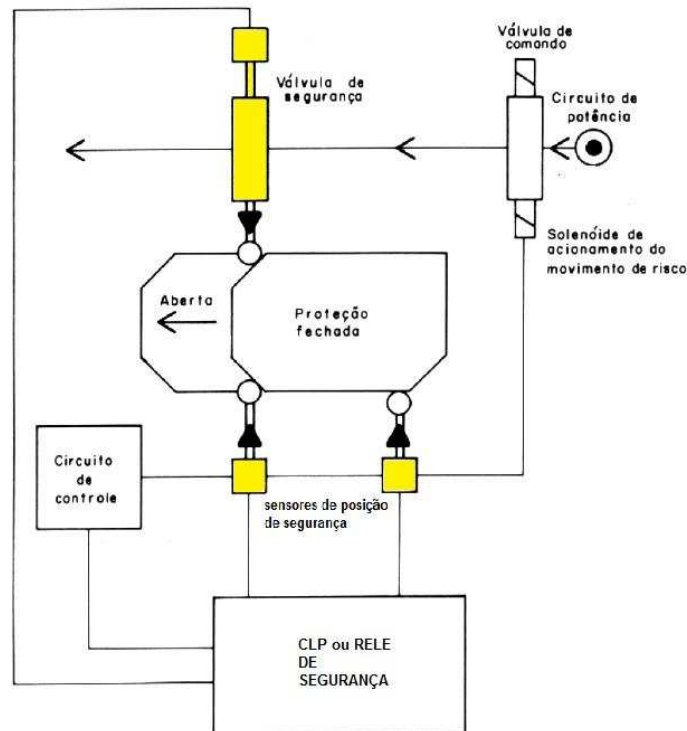 Válvula de
comando
Válvula de
segurança
Circuito de
potência
Solenóide de
acionamento do
movimento de risco
Aberta
Proteção
fechada
Circuito
de
controle
sensores de posição
de segurança
CLP ou RELE
DE
SEGURANÇA